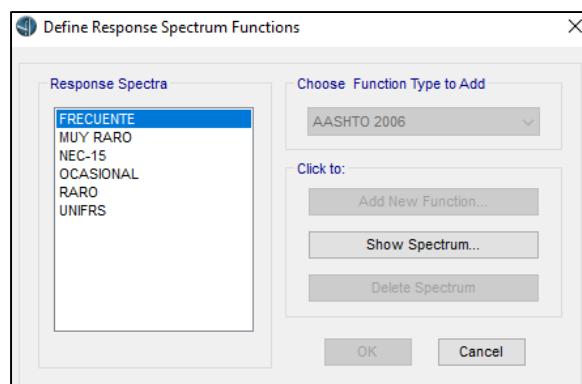 Define Response Spectrum Functions
Response Spectra
FRECUENTE
MUY RARO
NEC-15
OCASIONAL
RARO
UNIFRS
Choose Function Type to Add
AASHTO 2006
Click to:
Add New Function...
Show Spectrum...
Delete Spectrum
OK
Cancel